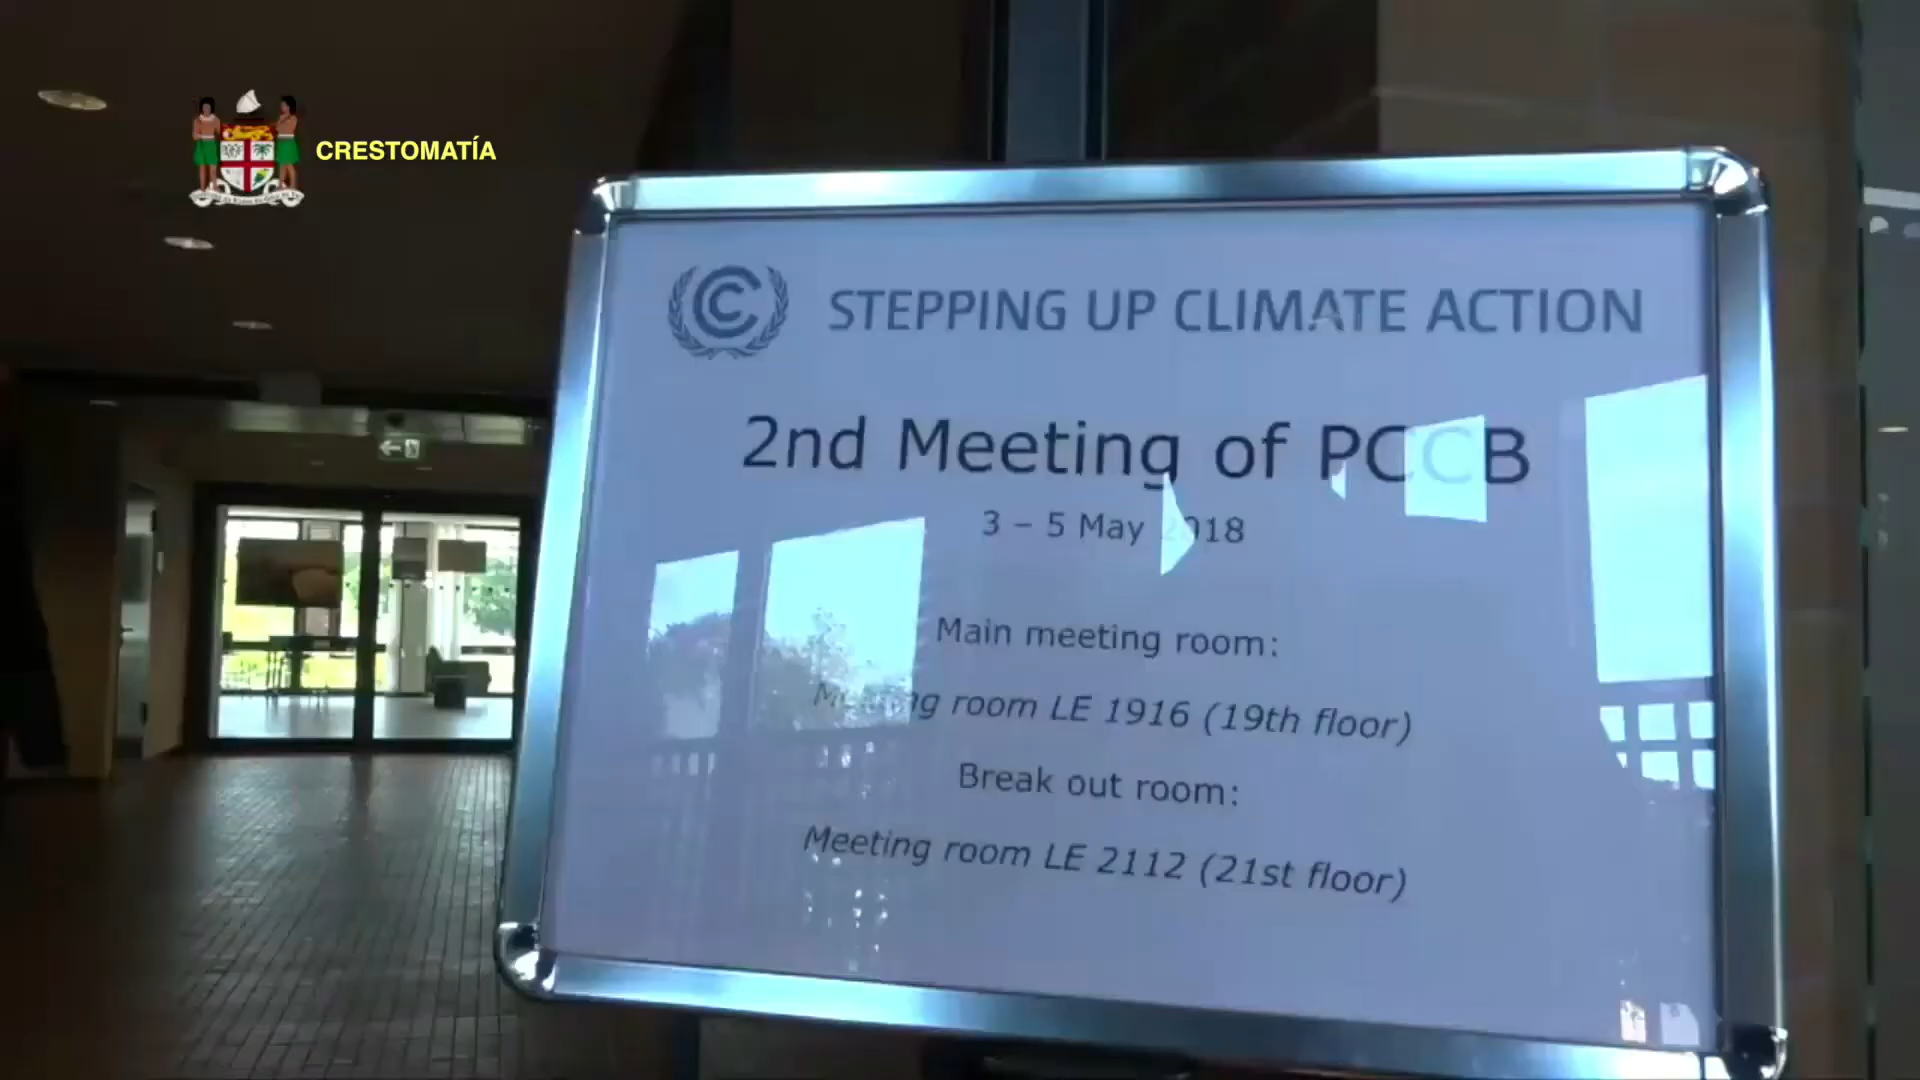 CRESTOMATÍA
STEPPING UP CLIMATE ACTION
2nd Meeting of PCCB
3 – 5 May 2018
Main meeting room:
Meeting room LE 1916 (19th floor)
Break out room:
Meeting room LE 2112 (21st floor)